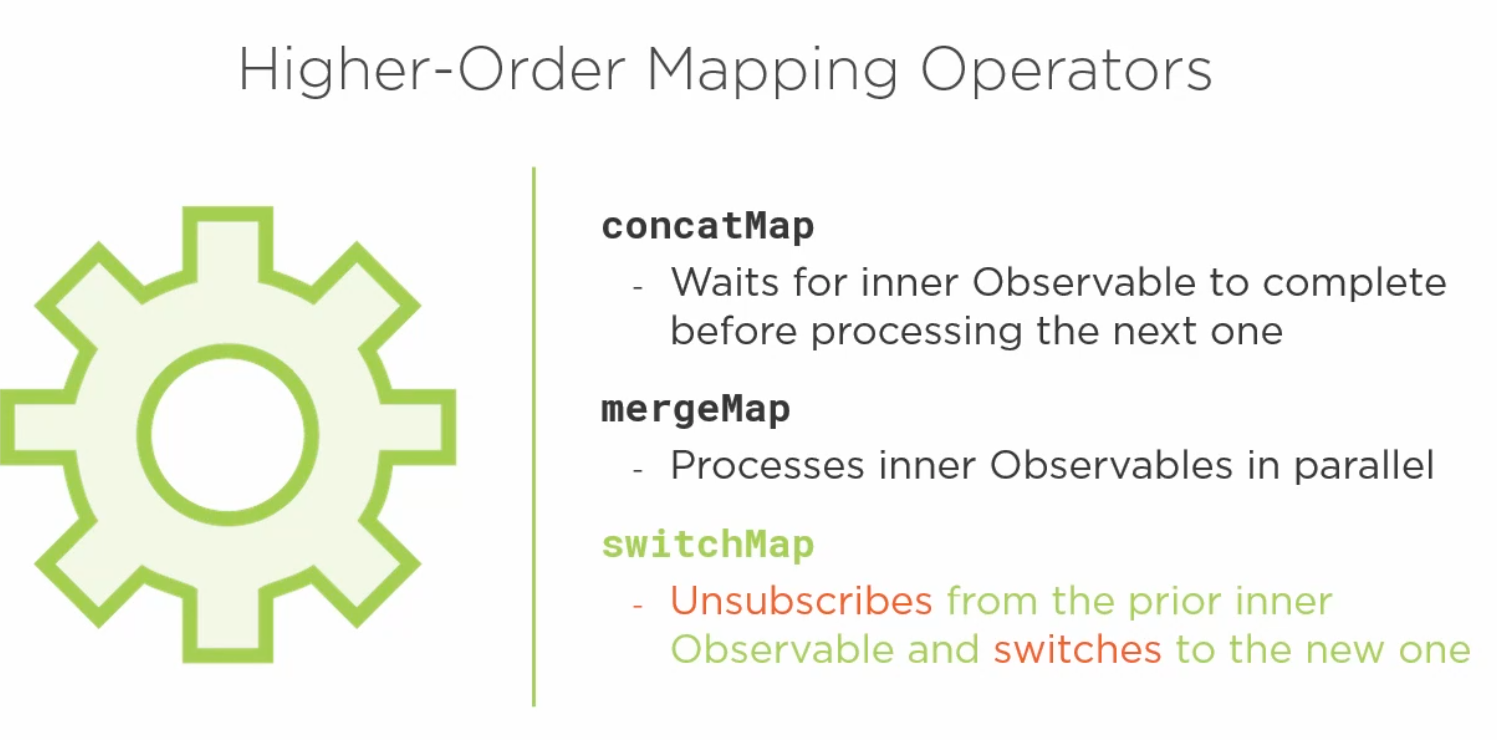 Higher-Order Mapping Operators
concatMap
- Waits for inner Observable to complete
before processing the next one
mergeMap
- Processes inner Observables in parallel
switchMap
- Unsubscribes from the prior inner
Observable and switches to the new one